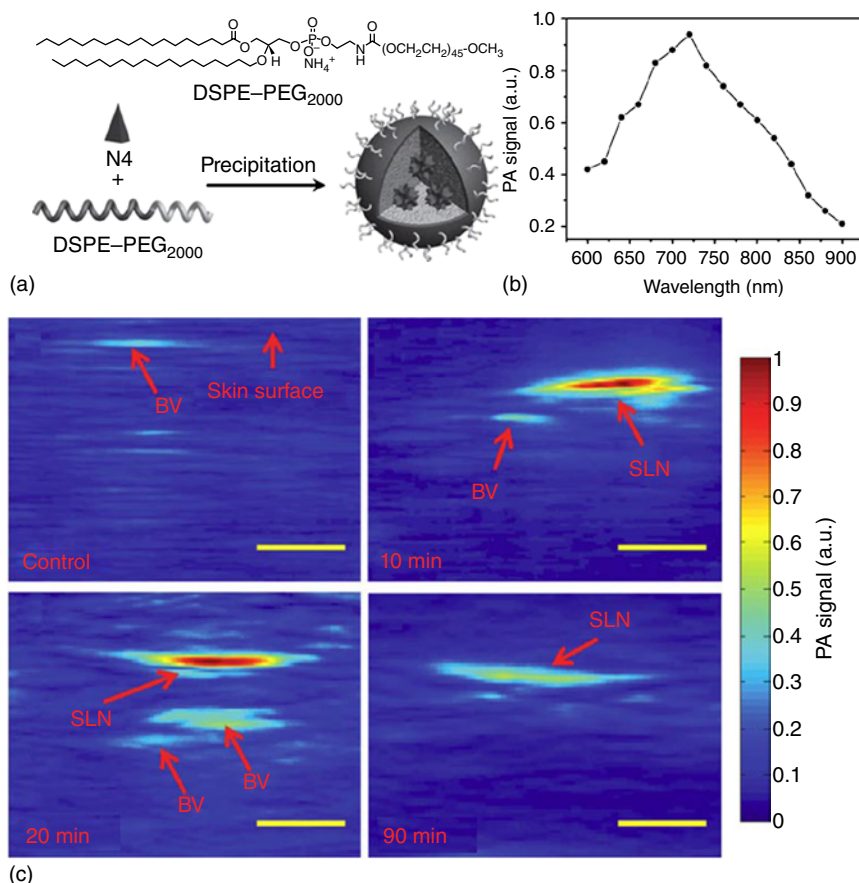 O
O
O
O
P
O
O⁻
O
N
H
O
(OCH₂CH₂)₄₅-OCH₃
O
H
NH₄⁺
DSPE–PEG₂₀₀₀
N4
+
DSPE–PEG₂₀₀₀
Precipitation
(a)
PA signal (a.u.)
1.0
0.8
0.6
0.4
0.2
600 650 700 750 800 850 900
Wavelength (nm)
(b)
BV
Skin surface
Control
BV
SLN
10 min
SLN
BV
BV
20 min
SLN
90 min
1
0.9
0.8
0.7
0.6
0.5
0.4
0.3
0.2
0.1
0
PA signal (a.u.)
(c)